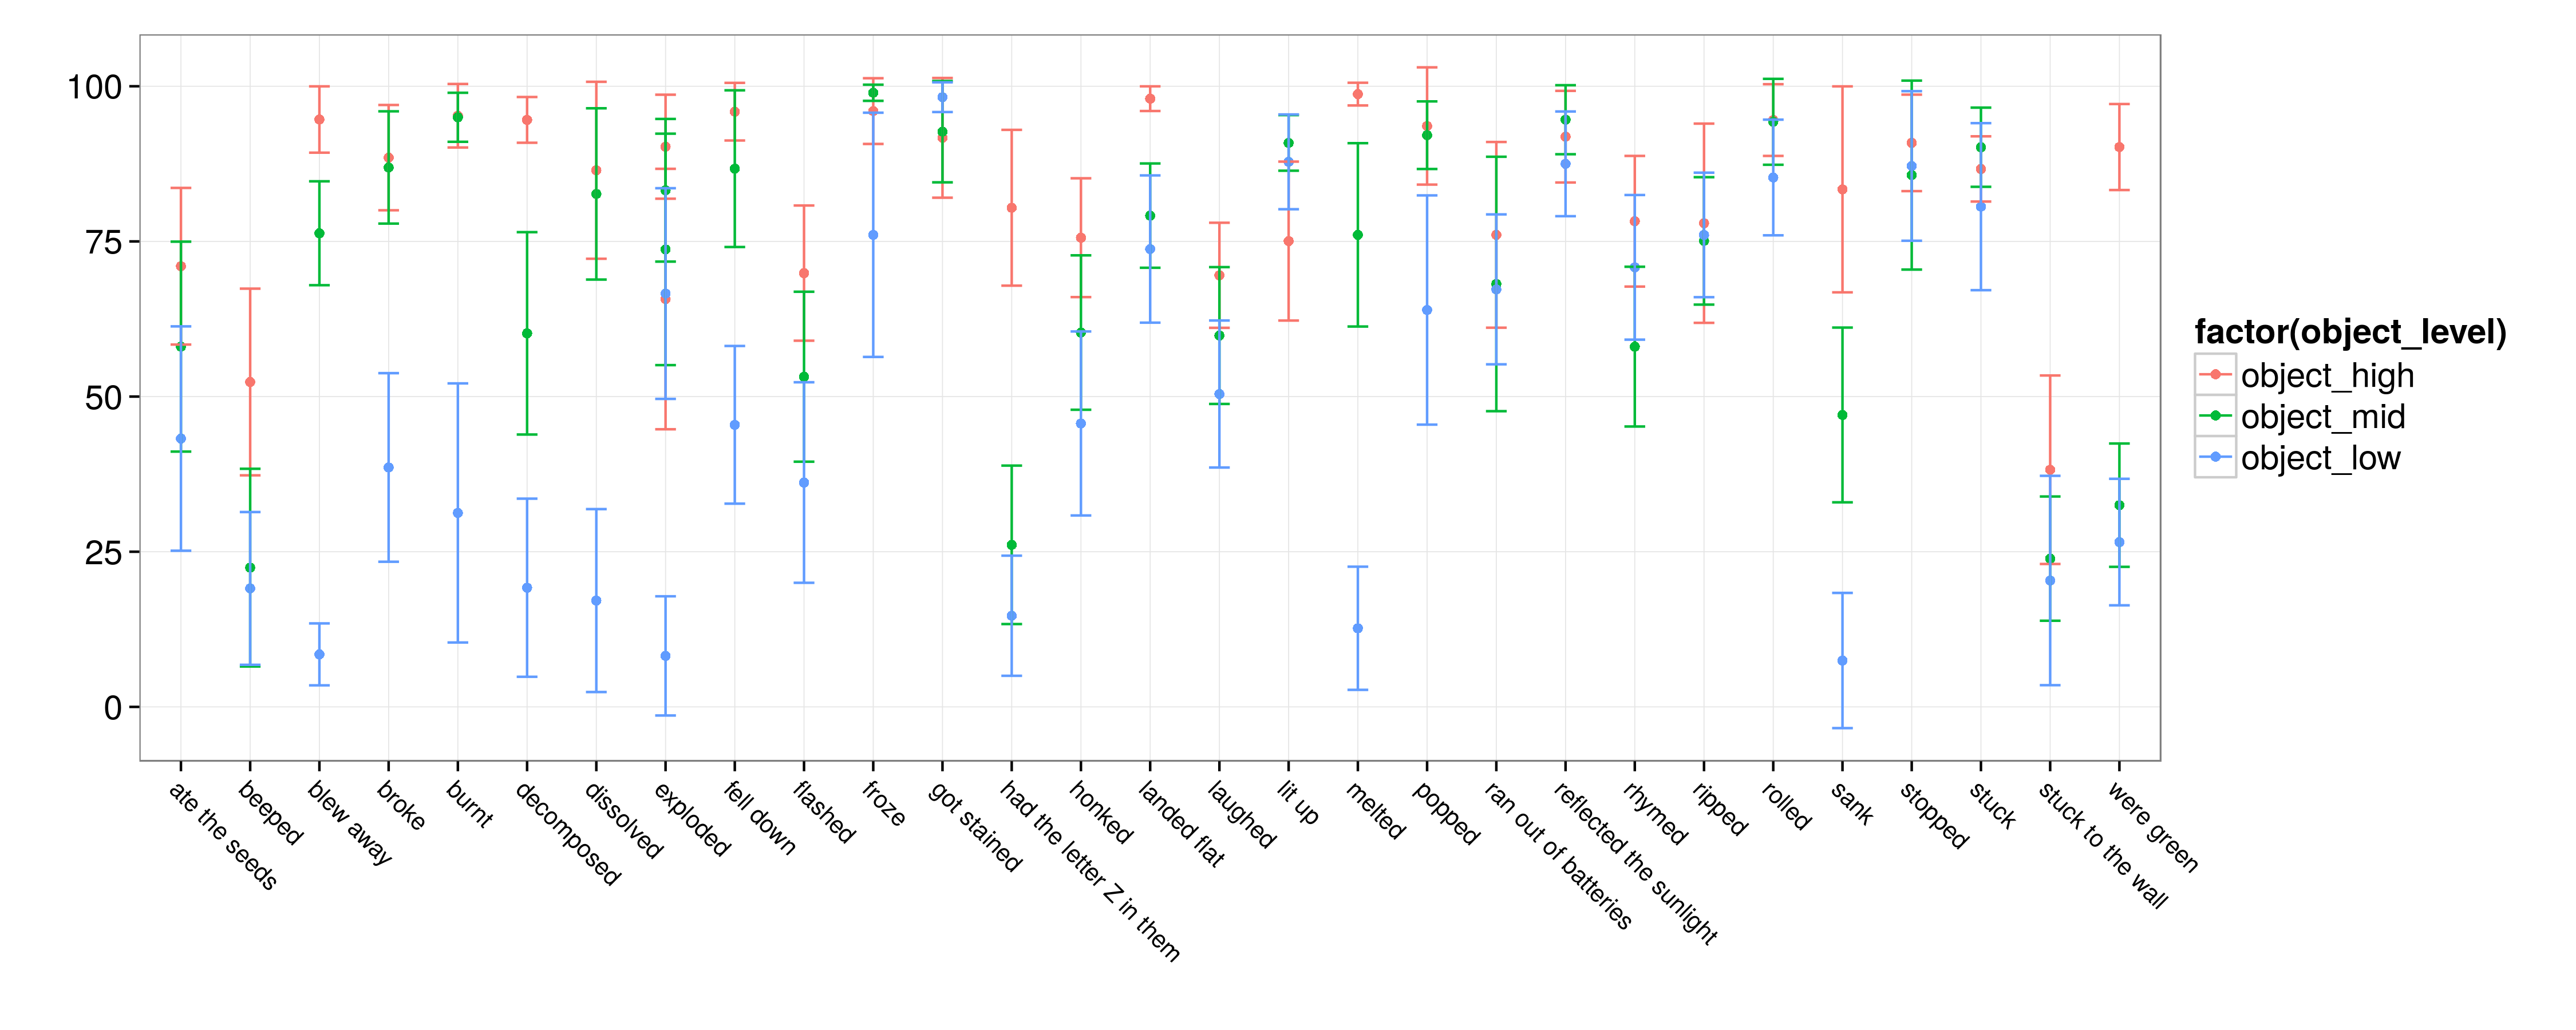 100
75
50
25
0
ate the seeds
beeped
blew away
broke
burnt
decomposed
dissolved
exploded
fell down
flashed
froze
got stained
had the letter Z in them
honked
landed flat
laughed
lit up
melted
popped
ran out of batteries
reflected the sunlight
rhymed
ripped
rolled
sank
stopped
stuck
stuck to the wall
were green
factor(object_level)
object_high
object_mid
object_low